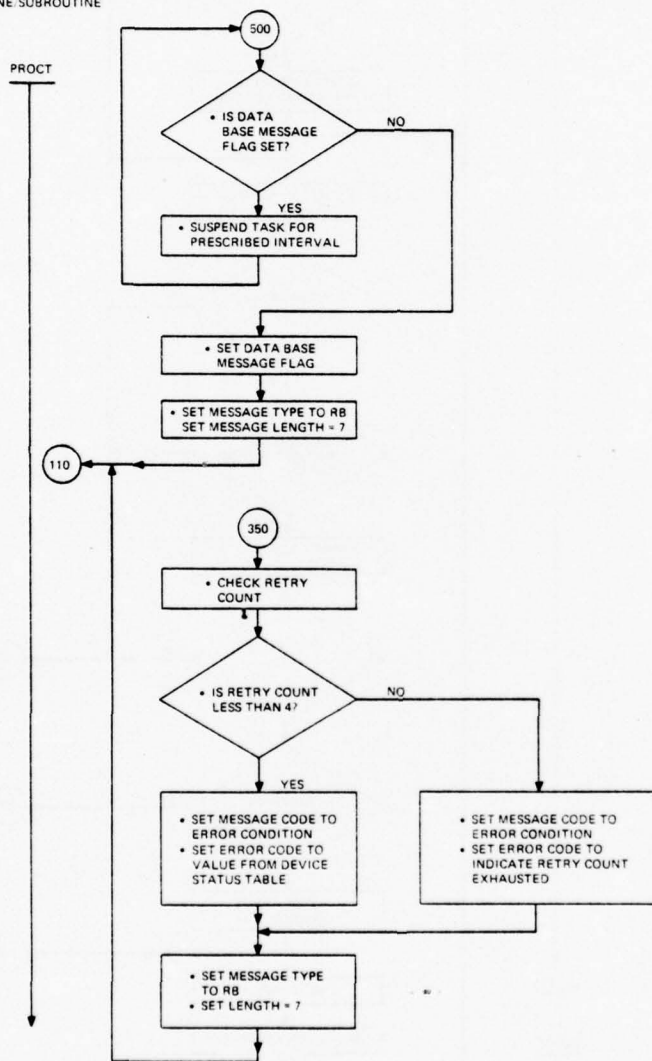 NE/SUBROUTINE
PROCT
500
• IS DATA
BASE MESSAGE
FLAG SET?
NO
YES
• SUSPEND TASK FOR
PRESCRIBED INTERVAL
• SET DATA BASE
MESSAGE FLAG
• SET MESSAGE TYPE TO RB
SET MESSAGE LENGTH = 7
110
350
• CHECK RETRY
COUNT
• IS RETRY COUNT
LESS THAN 4?
NO
YES
• SET MESSAGE CODE TO
ERROR CONDITION
• SET ERROR CODE TO
VALUE FROM DEVICE
STATUS TABLE
• SET MESSAGE CODE TO
ERROR CONDITION
• SET ERROR CODE TO
INDICATE RETRY COUNT
EXHAUSTED
• SET MESSAGE TYPE
TO RB
• SET LENGTH = 7